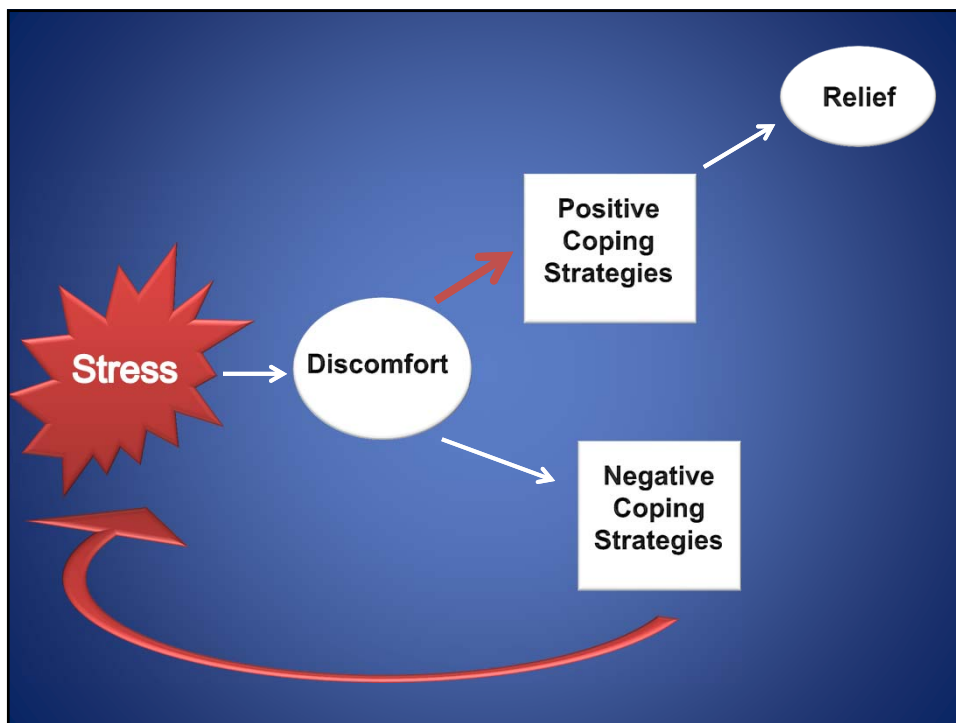 Relief
Positive
Coping
Strategies
Stress
Discomfort
Negative
Coping
Strategies